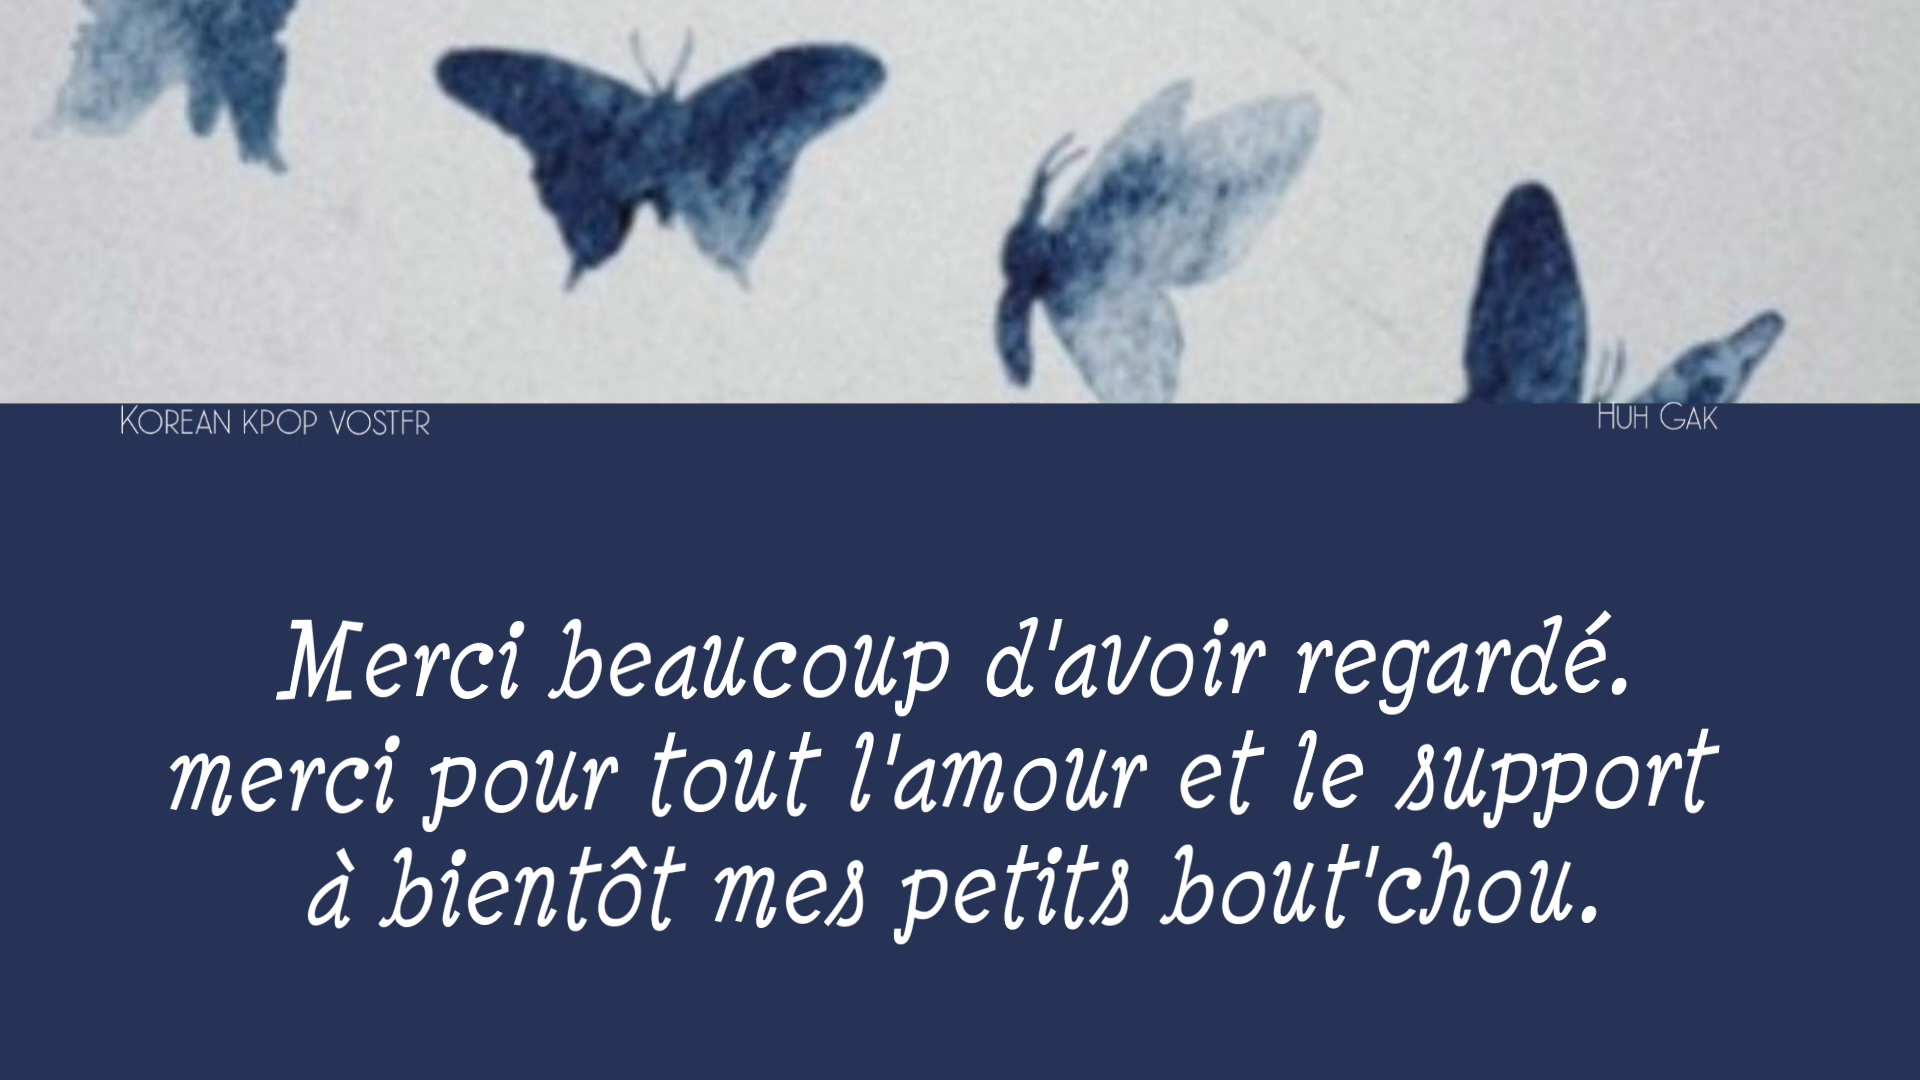 KOREAN KPOP VOSTFR
HUH GAK
Merci beaucoup d'avoir regardé.
merci pour tout l'amour et le support
à bientôt mes petits bout'chou.